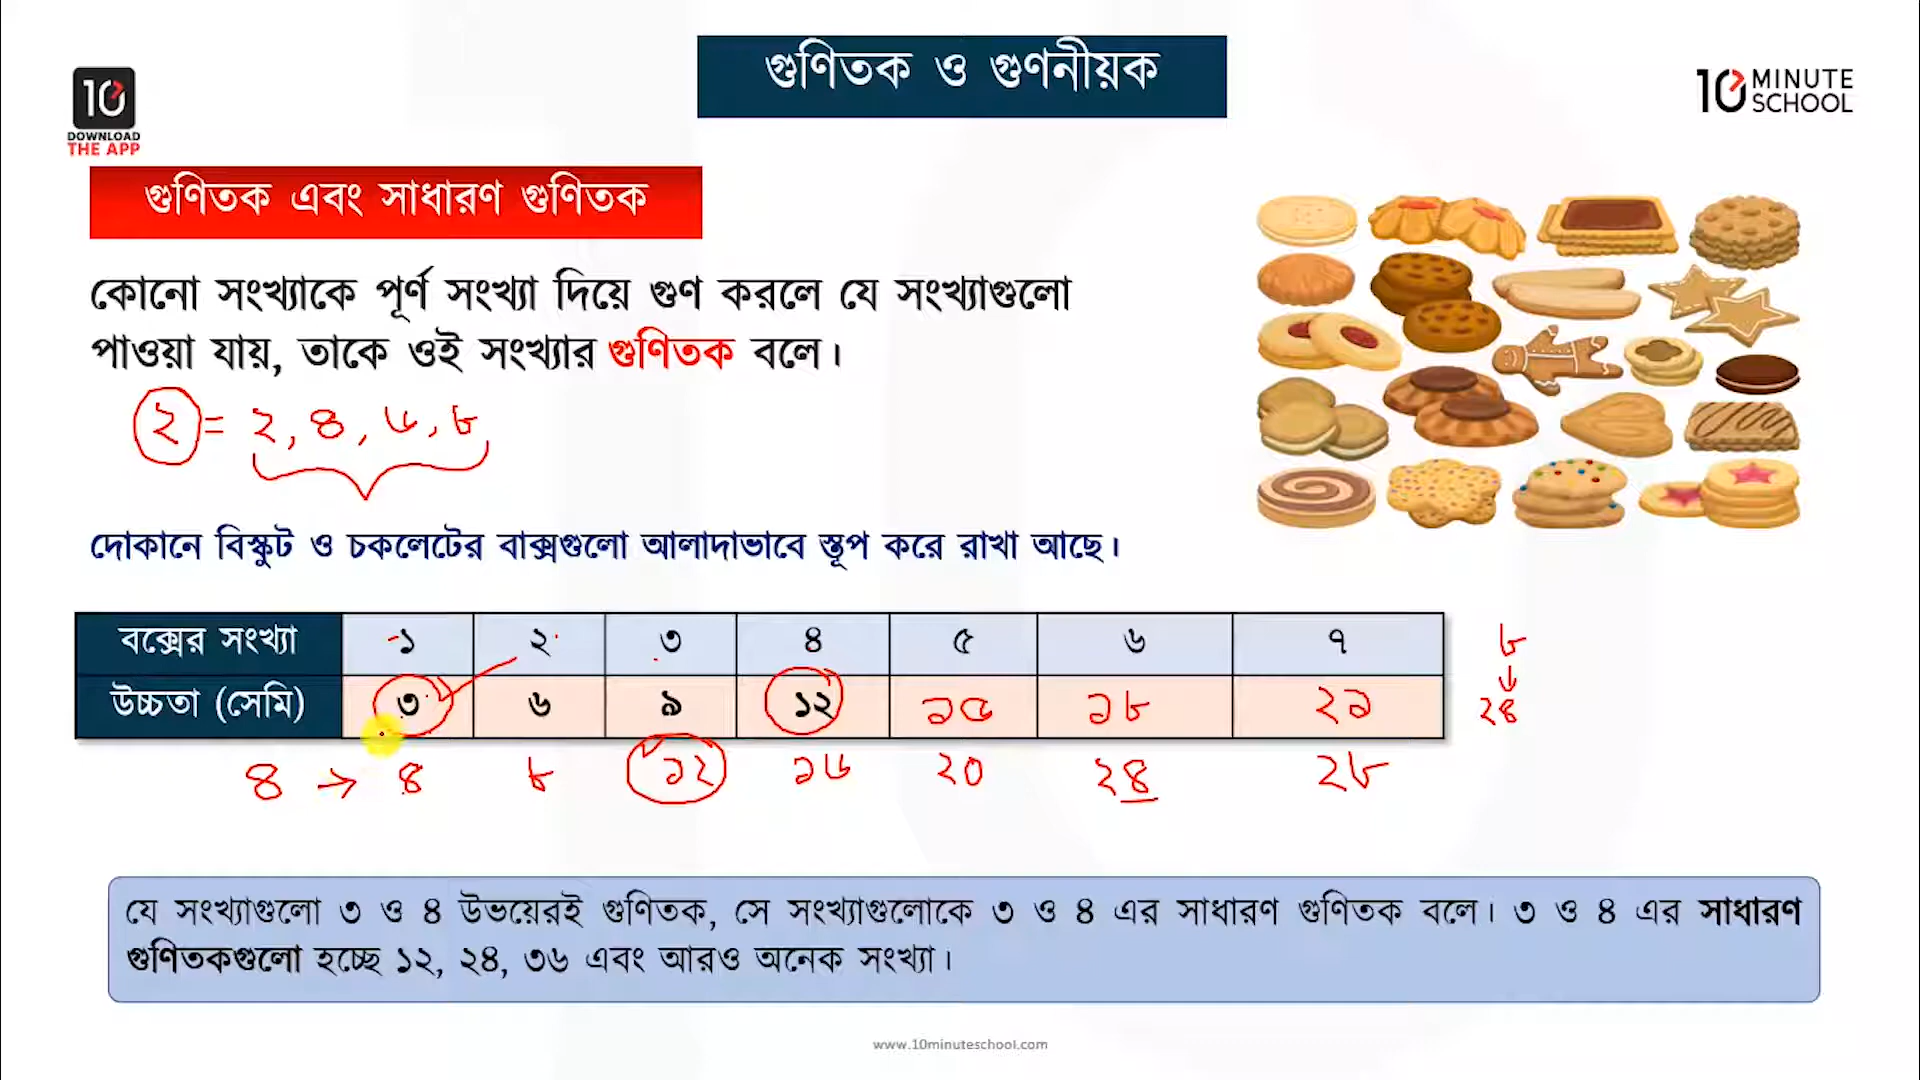 গুণিতক ও গুণনীয়ক
10 MINUTE SCHOOL
10
DOWNLOAD
THE APP
গুণিতক এবং সাধারণ গুণিতক
কোনো সংখ্যাকে পূর্ণ সংখ্যা দিয়ে গুণ করলে যে সংখ্যাগুলো
পাওয়া যায়, তাকে ওই সংখ্যার গুণিতক বলে।
২ = ২, ৪, ৬, ৮
দোকানে বিস্কুট ও চকলেটের বাক্সগুলো আলাদাভাবে স্তূপ করে রাখা আছে।
বক্সের সংখ্যা ১ ২ ৩ ৪ ৫ ৬ ৭ ৮
উচ্চতা (সেমি) ৩ ৬ ৯ ১২ ১৫ ১৮ ২১ ২৪
৪ → ৪ ৮ ১২ ১৬ ২০ ২৪ ২৮
যে সংখ্যাগুলো ৩ ও ৪ উভয়েরই গুণিতক, সে সংখ্যাগুলোকে ৩ ও ৪ এর সাধারণ গুণিতক বলে। ৩ ও ৪ এর সাধারণ
গুণিতকগুলো হচ্ছে ১২, ২৪, ৩৬ এবং আরও অনেক সংখ্যা।
www.10minuteschool.com